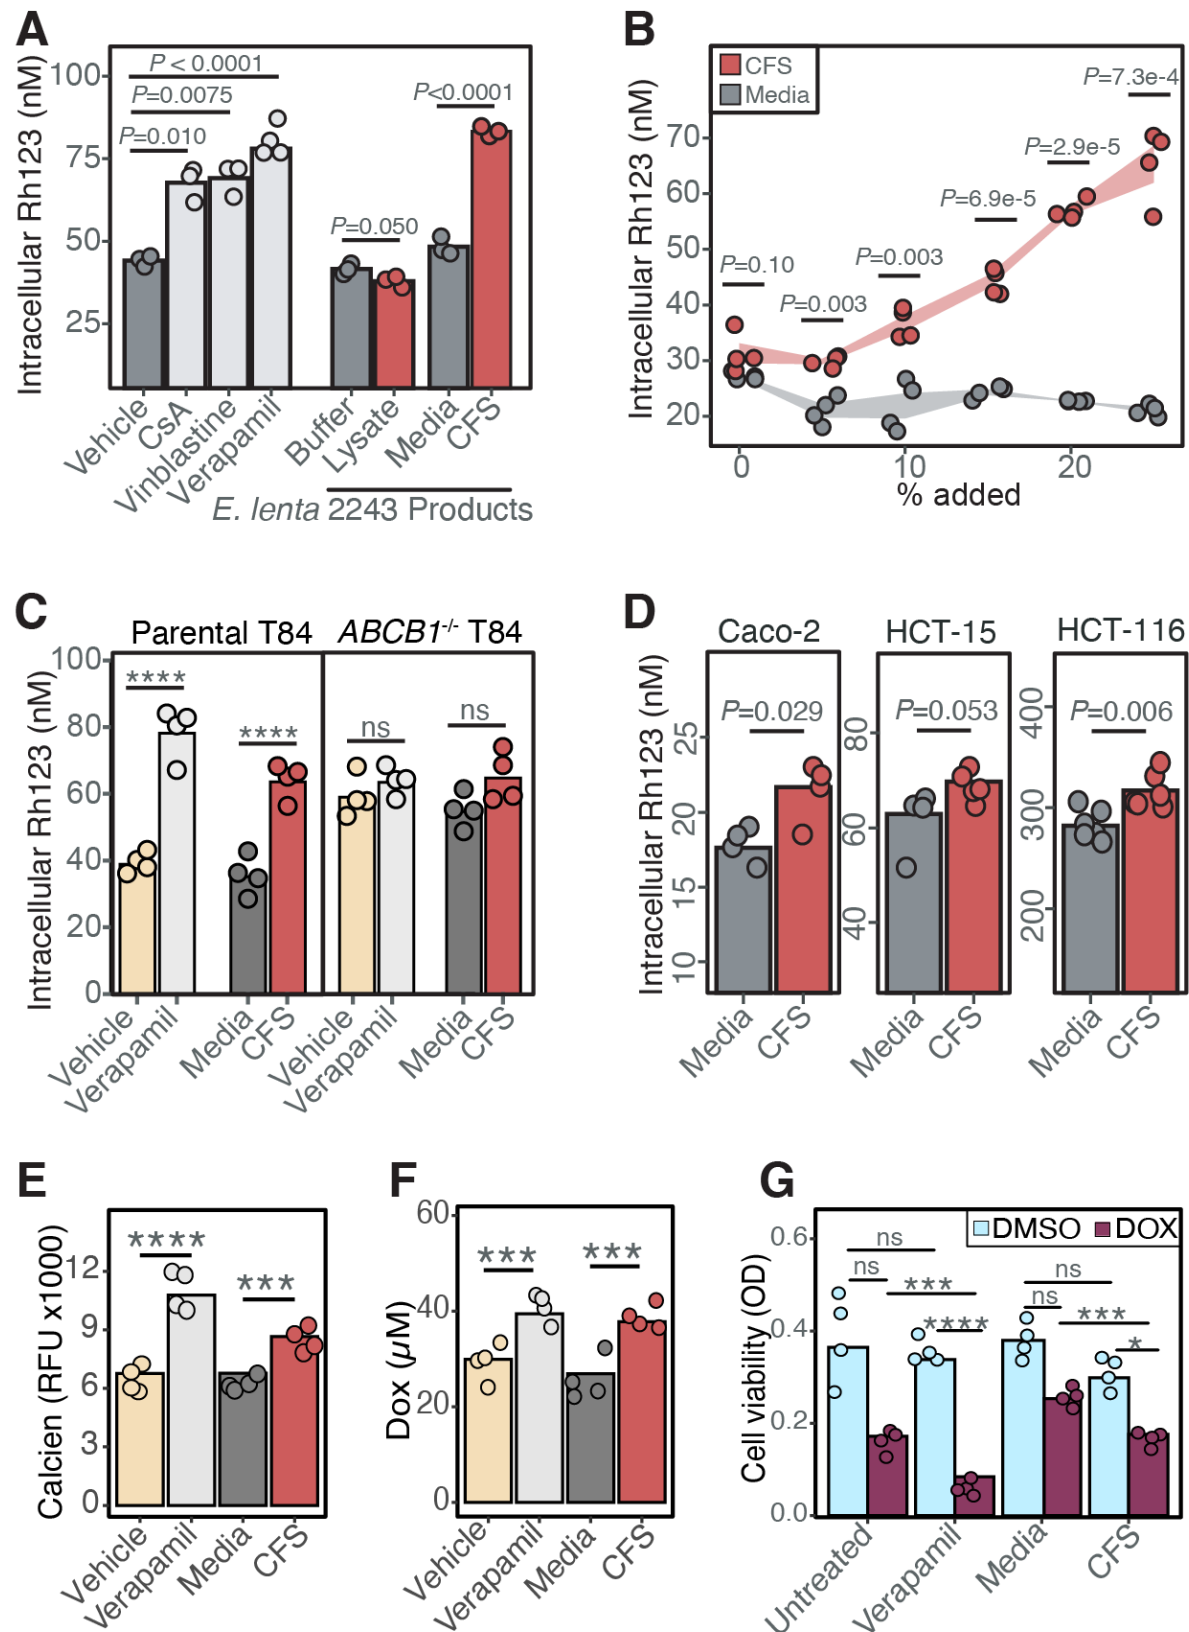 A
Intracellular Rh123 (nM)
100
75
50
25
P < 0.0001
P=0.0075
P=0.010
P=0.050
P<0.0001
Vehicle
CsA
Vinblastine
Verapamil
Buffer
Lysate
Media
CFS
E. lenta 2243 Products
B
Intracellular Rh123 (nM)
CFS
Media
70
60
50
40
30
20
P=0.10
P=0.003
P=0.003
P=6.9e-5
P=2.9e-5
P=7.3e-4
0
10
20
% added
C
Parental T84
ABCB1-/- T84
Intracellular Rh123 (nM)
100
80
60
40
20
0
****
****
ns
ns
Vehicle
Verapamil
Media
CFS
Vehicle
Verapamil
Media
CFS
D
Caco-2
HCT-15
HCT-116
Intracellular Rh123 (nM)
25
20
15
10
P=0.029
Media
CFS
80
60
40
P=0.053
Media
CFS
400
300
200
P=0.006
Media
CFS
E
Calcien (RFU x1000)
12
9
6
3
0
****
***
Vehicle
Verapamil
Media
CFS
F
Dox (µM)
60
40
20
0
***
***
Vehicle
Verapamil
Media
CFS
G
Cell viability (OD)
DMSO
DOX
0.6
0.4
0.2
0.0
ns
ns
***
****
ns
ns
***
*
Untreated
Verapamil
Media
CFS